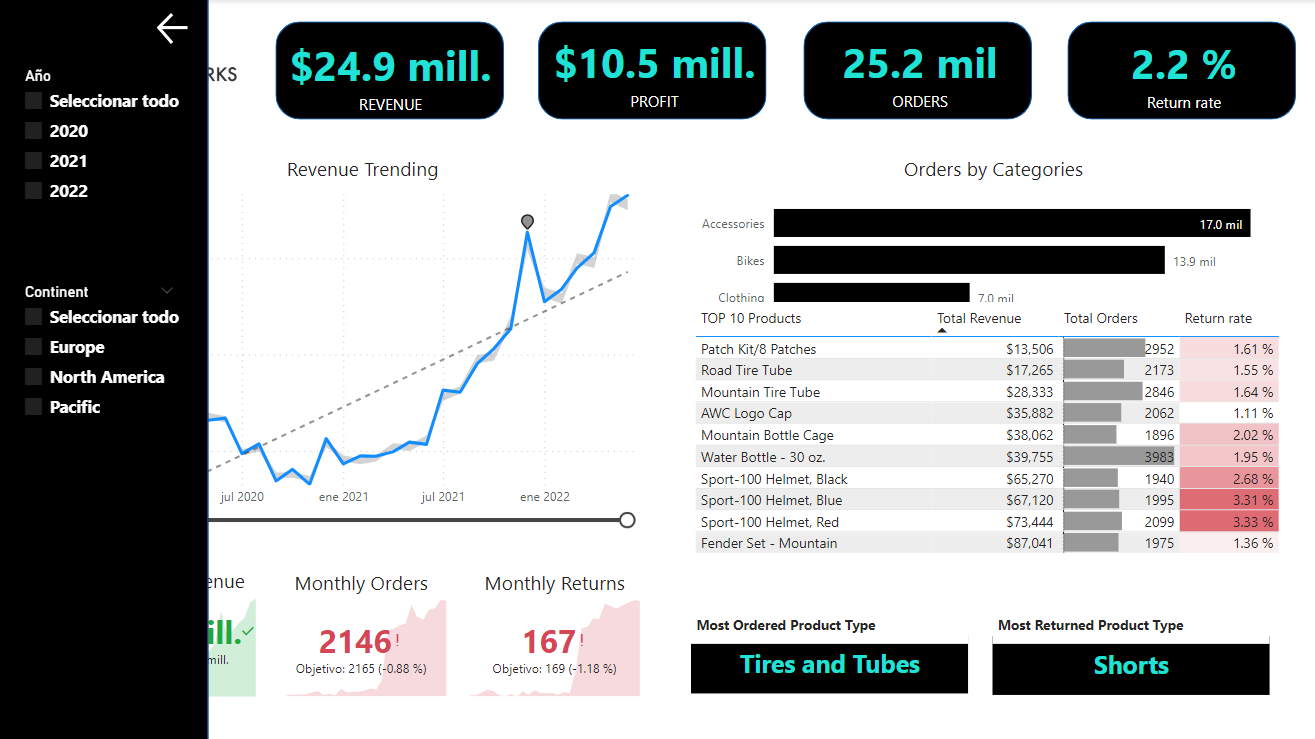 Año
Seleccionar todo
2020
2021
2022
Continent
Seleccionar todo
Europe
North America
Pacific
RKS
$24.9 mill.
REVENUE
$10.5 mill.
PROFIT
25.2 mil
ORDERS
2.2 %
Return rate
Revenue Trending
jul 2020 ene 2021 jul 2021 ene 2022
Orders by Categories
Accessories 17.0 mil
Bikes 13.9 mil
Clothing 7.0 mil
TOP 10 Products Total Revenue Total Orders Return rate
Patch Kit/8 Patches $13,506 2952 1.61 %
Road Tire Tube $17,265 2173 1.55 %
Mountain Tire Tube $28,333 2846 1.64 %
AWC Logo Cap $35,882 2062 1.11 %
Mountain Bottle Cage $38,062 1896 2.02 %
Water Bottle - 30 oz. $39,755 3983 1.95 %
Sport-100 Helmet, Black $65,270 1940 2.68 %
Sport-100 Helmet, Blue $67,120 1995 3.31 %
Sport-100 Helmet, Red $73,444 2099 3.33 %
Fender Set - Mountain $87,041 1975 1.36 %
enue
ill.
mill.
Monthly Orders
2146!
Objetivo: 2165 (-0.88 %)
Monthly Returns
167!
Objetivo: 169 (-1.18 %)
Most Ordered Product Type
Tires and Tubes
Most Returned Product Type
Shorts